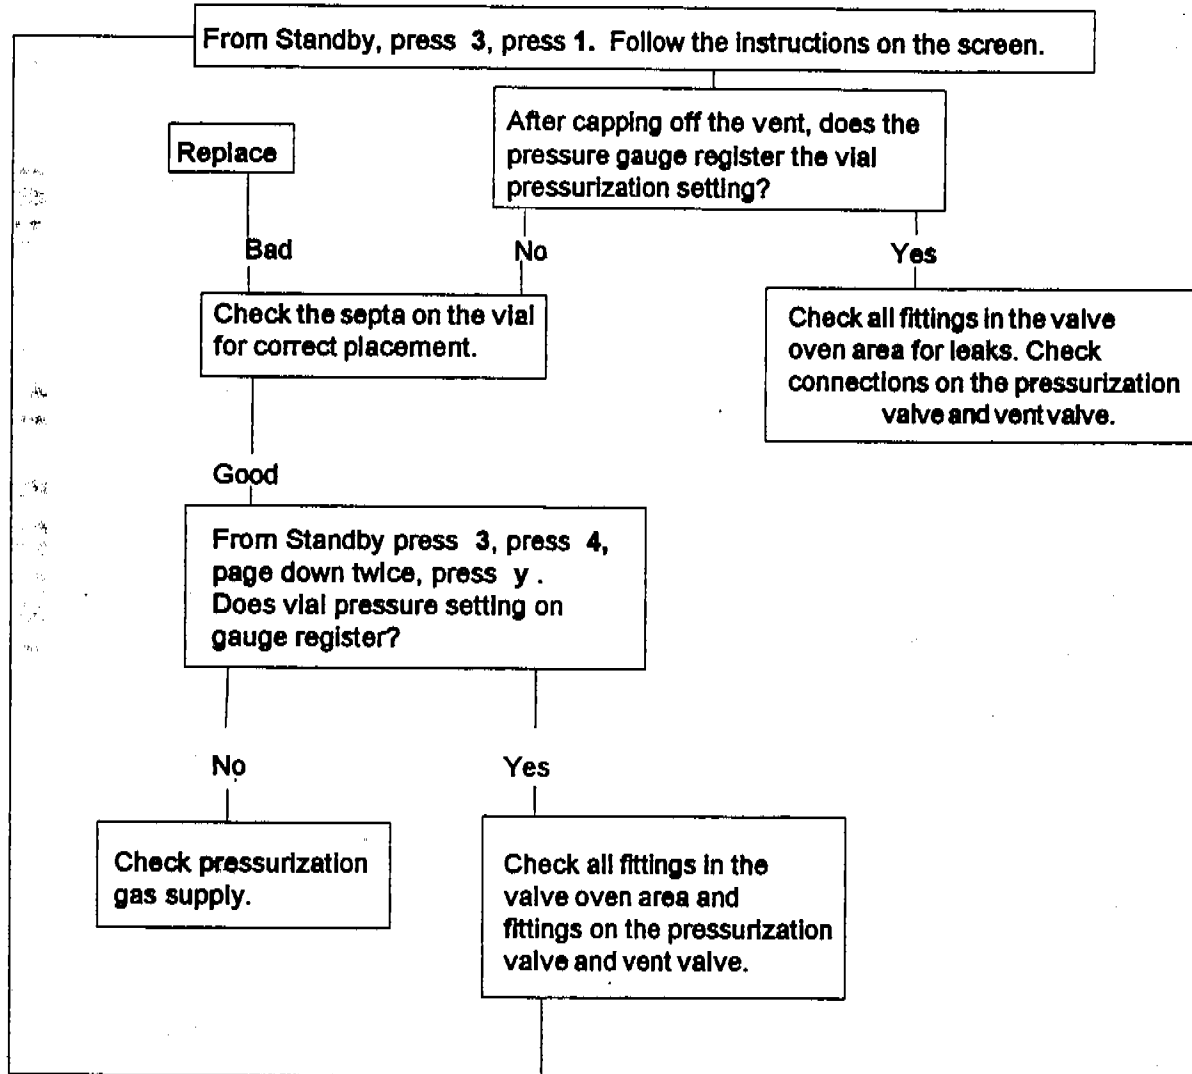 From Standby, press 3, press 1. Follow the instructions on the screen.
After capping off the vent, does the
pressure gauge register the vial
pressurization setting?
Replace
Bad
No
Yes
Check the septa on the vial
for correct placement.
Check all fittings in the valve
oven area for leaks. Check
connections on the pressurization
valve and vent valve.
Good
From Standby press 3, press 4,
page down twice, press y .
Does vial pressure setting on
gauge register?
No
Yes
Check pressurization
gas supply.
Check all fittings in the
valve oven area and
fittings on the pressurization
valve and vent valve.